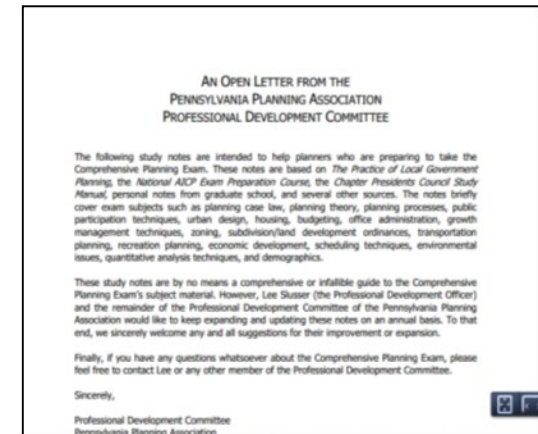 AN OPEN LETTER FROM THE
PENNSYLVANIA PLANNING ASSOCIATION
PROFESSIONAL DEVELOPMENT COMMITTEE
The following study notes are intended to help planners who are preparing to take the
Comprehensive Planning Exam. These notes are based on The Practice of Local Government
Planning, the National AICP Exam Preparation Course, the Chapter Presidents Council Study
Manual, personal notes from graduate school, and several other sources. The notes briefly
cover exam subjects such as planning case law, planning theory, planning processes, public
participation techniques, urban design, housing, budgeting, office administration, growth
management techniques, zoning, subdivision/land development ordinances, transportation
planning, recreation planning, economic development, scheduling techniques, environmental
issues, quantitative analysis techniques, and demographics.
These study notes are by no means a comprehensive or infallible guide to the Comprehensive
Planning Exam's subject material. However, Lee Slusser (the Professional Development Officer)
and the remainder of the Professional Development Committee of the Pennsylvania Planning
Association would like to keep expanding and updating these notes on an annual basis. To that
end, we sincerely welcome any and all suggestions for their improvement or expansion.
Finally, if you have any questions whatsoever about the Comprehensive Planning Exam, please
feel free to contact Lee or any other member of the Professional Development Committee.
Sincerely,
Professional Development Committee
Pennsylvania Planning Association